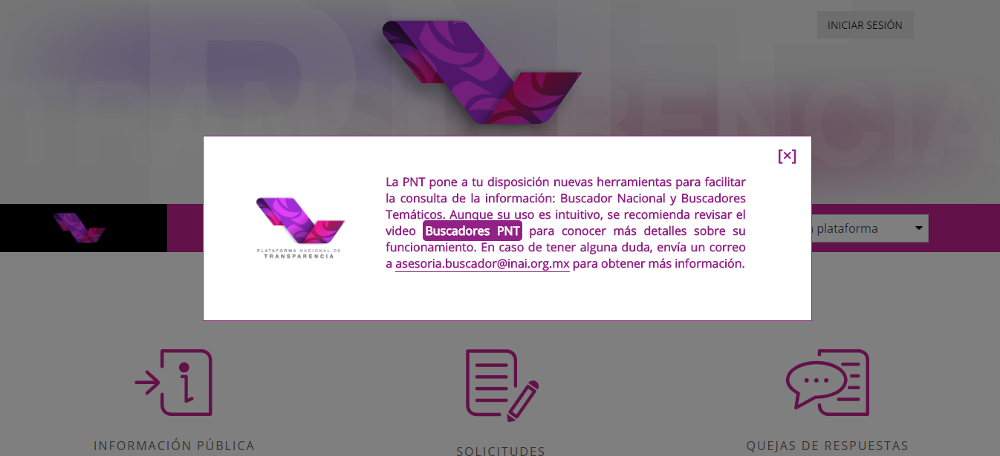 TRANSPARENCIA
INICIAR SESIÓN
[×]
La PNT pone a tu disposición nuevas herramientas para facilitar
la consulta de la información: Buscador Nacional y Buscadores
Temáticos. Aunque su uso es intuitivo, se recomienda revisar el
video Buscadores PNT para conocer más detalles sobre su
funcionamiento. En caso de tener alguna duda, envía un correo
a asesoria.buscador@inai.org.mx para obtener más información.
PLATAFORMA NACIONAL DE
TRANSPARENCIA
plataforma
INFORMACIÓN PÚBLICA
SOLICITUDES
QUEJAS DE RESPUESTAS